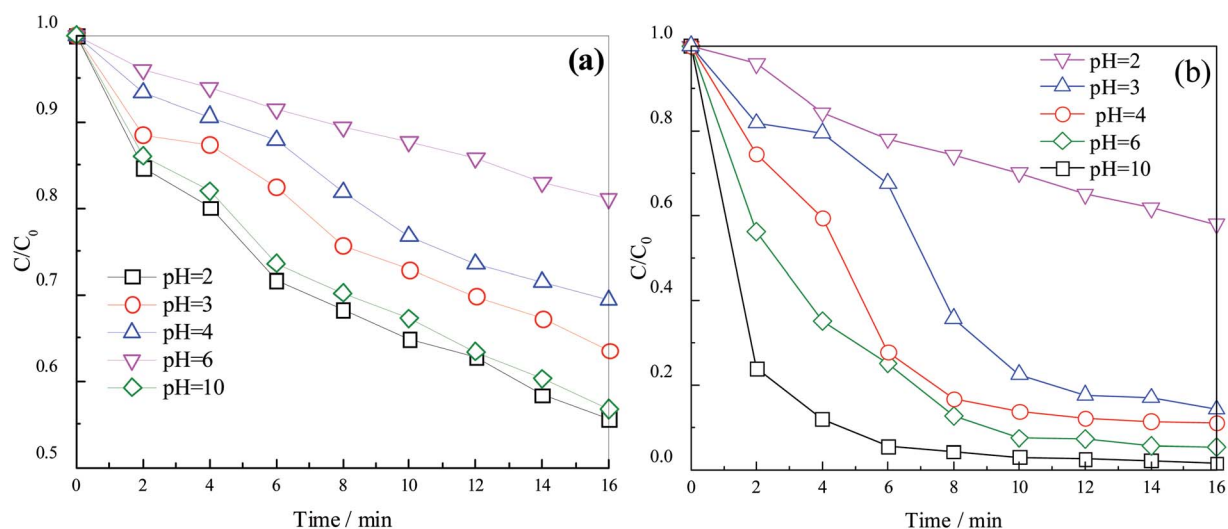 (a)
1.0
0.9
0.8
0.7
0.6
0.5
C/C0
pH=2
pH=3
pH=4
pH=6
pH=10
0 2 4 6 8 10 12 14 16
Time / min
(b)
1.0
0.8
0.6
0.4
0.2
0.0
C/C0
pH=2
pH=3
pH=4
pH=6
pH=10
0 2 4 6 8 10 12 14 16
Time / min